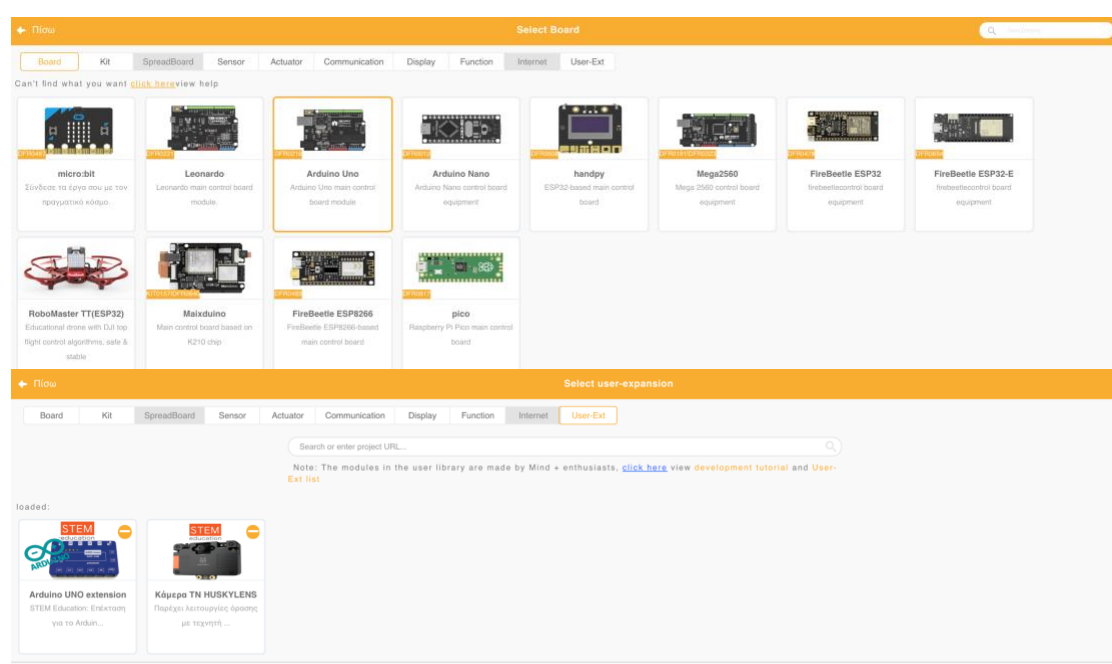 Πίσω
Select Board
Board Kit SpreadBoard Sensor Actuator Communication Display Function Internet User-Ext
Can't find what you want click hereview help
micro:bit
Σύνδεσε τα έργα σου με τον
πραγματικό κόσμο.
Leonardo
Leonardo main control board
module.
Arduino Uno
Arduino Uno main control
board module
Arduino Nano
Arduino Nano control board
equipment
handpy
ESP32-based main control
board
Mega2560
Mega 2560 control board
equipment
FireBeetle ESP32
firebeetlecontrol board
equipment
FireBeetle ESP32-E
firebeetlecontrol board
equipment
RoboMaster TT(ESP32)
Educational drone with DJI top
flight control algorithms, safe &
stable
Maixduino
Main control board based on
K210 chip
FireBeetle ESP8266
FireBeetle ESP8266-based
main control board
pico
Raspberry Pi Pico main control
board
Πίσω
Select user-expansion
Board Kit SpreadBoard Sensor Actuator Communication Display Function Internet User-Ext
Search or enter project URL...
Note: The modules in the user library are made by Mind + enthusiasts, click here view development tutorial and User-
Ext list
loaded:
STEM
education
ARDUINO
Arduino UNO extension
STEM Education: Επέκταση
για το Arduin...
STEM
education
Κάμερα TN HUSKYLENS
Παρέχει λειτουργίες όρασης
με τεχνητή ...